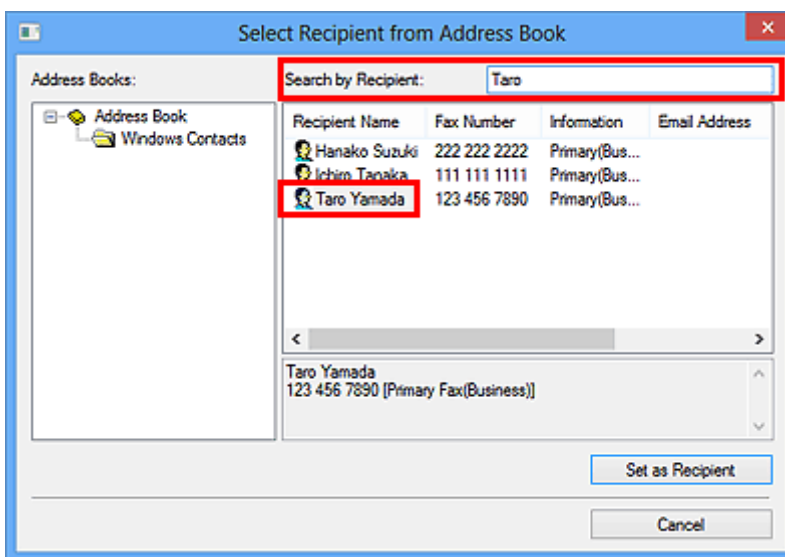 Select Recipient from Address Book
Address Books:
Search by Recipient: Taro
Address Book
Windows Contacts
Recipient Name Fax Number Information Email Address
Hanako Suzuki 222 222 2222 Primary(Bus...
Ichiro Tanaka 111 111 1111 Primary(Bus...
Taro Yamada 123 456 7890 Primary(Bus...
Taro Yamada
123 456 7890 [Primary Fax(Business)]
Set as Recipient
Cancel